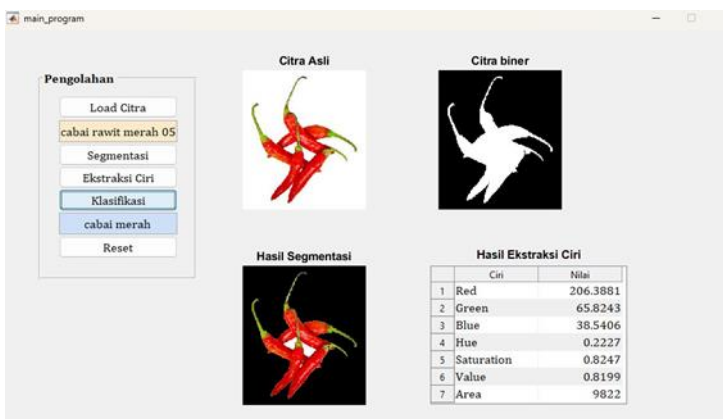 main_program
Pengolahan
Load Citra
cabai rawit merah 05
Segmentasi
Ekstraksi Ciri
Klasifikasi
cabai merah
Reset
Citra Asli
Citra biner
Hasil Segmentasi
Hasil Ekstraksi Ciri
Ciri Nilai
1 Red 206.3881
2 Green 65.8243
3 Blue 38.5406
4 Hue 0.2227
5 Saturation 0.8247
6 Value 0.8199
7 Area 9822